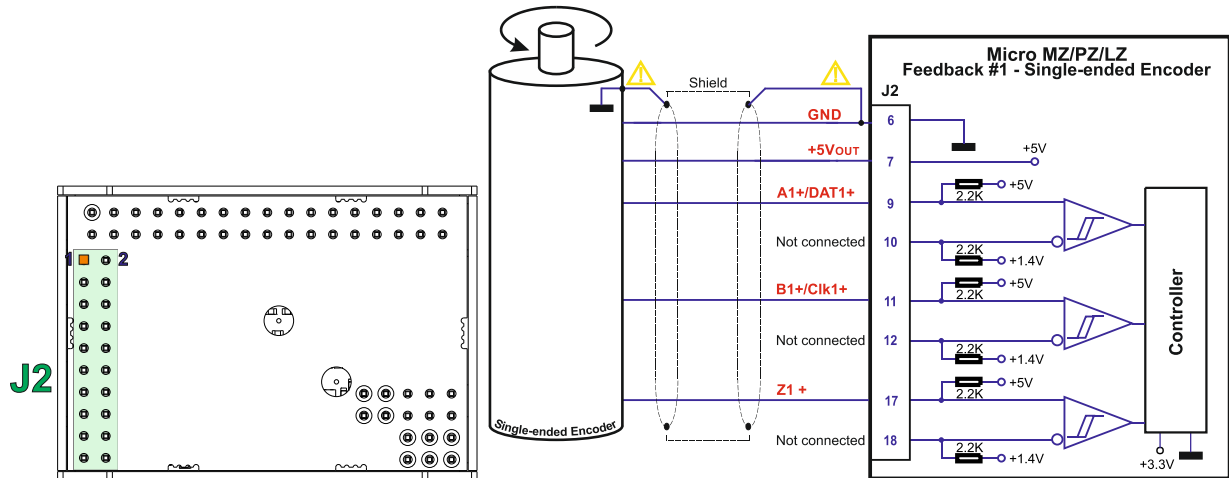 Micro MZ/PZ/LZ
Feedback #1 - Single-ended Encoder
J2
Shield
GND
6
+5VOUT
7
+5V
A1+/DAT1+
9
+5V
2.2K
Not connected
10
2.2K
+1.4V
B1+/Clk1+
11
+5V
2.2K
Not connected
12
2.2K
+1.4V
Z1 +
17
+5V
2.2K
Not connected
18
2.2K
+1.4V
Controller
+3.3V
Single-ended Encoder
1
2
J2